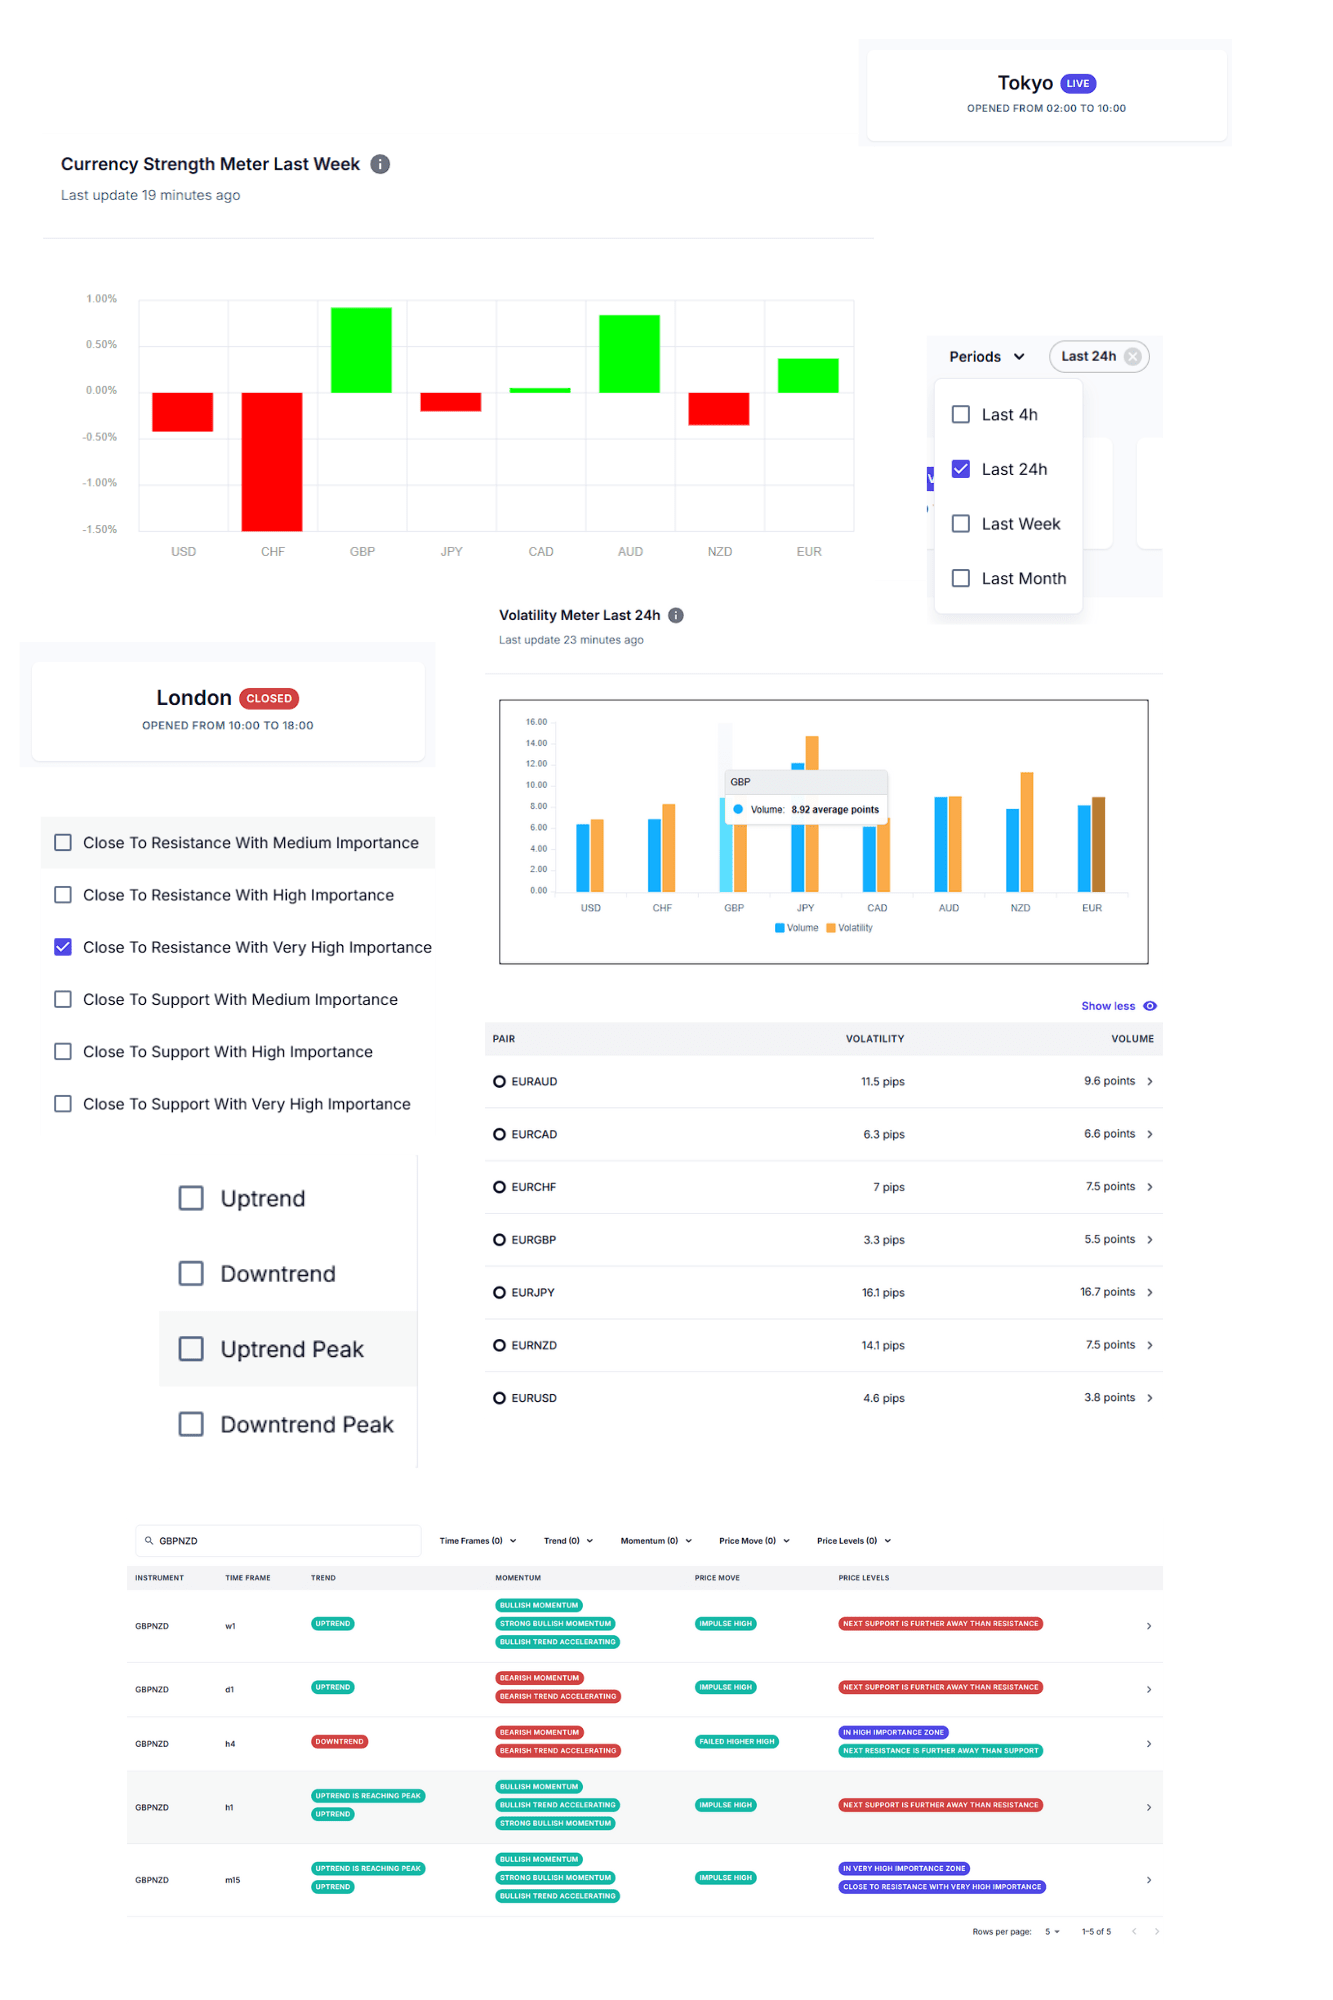 Tokyo LIVE
OPENED FROM 02:00 TO 10:00
Currency Strength Meter Last Week
Last update 19 minutes ago
1.00%
0.50%
0.00%
-0.50%
-1.00%
-1.50%
USD CHF GBP JPY CAD AUD NZD EUR
Periods Last 24h
Last 4h
Last 24h
Last Week
Last Month
Volatility Meter Last 24h
Last update 23 minutes ago
London CLOSED
OPENED FROM 10:00 TO 18:00
16.00
14.00
12.00
10.00
8.00
6.00
4.00
2.00
0.00
GBP
Volume: 8.92 average points
USD CHF GBP JPY CAD AUD NZD EUR
Volume Volatility
Close To Resistance With Medium Importance
Close To Resistance With High Importance
Close To Resistance With Very High Importance
Close To Support With Medium Importance
Close To Support With High Importance
Close To Support With Very High Importance
Show less
PAIR VOLATILITY VOLUME
EURAUD 11.5 pips 9.6 points
EURCAD 6.3 pips 6.6 points
EURCHF 7 pips 7.5 points
EURGBP 3.3 pips 5.5 points
EURJPY 16.1 pips 16.7 points
EURNZD 14.1 pips 7.5 points
EURUSD 4.6 pips 3.8 points
Uptrend
Downtrend
Uptrend Peak
Downtrend Peak
GBPNZD Time Frames (0) Trend (0) Momentum (0) Price Move (0) Price Levels (0)
INSTRUMENT TIME FRAME TREND MOMENTUM PRICE MOVE PRICE LEVELS
BULLISH MOMENTUM
GBPNZD w1 UPTREND STRONG BULLISH MOMENTUM IMPULSE HIGH NEXT SUPPORT IS FURTHER AWAY THAN RESISTANCE
BULLISH TREND ACCELERATING
BEARISH MOMENTUM
GBPNZD d1 UPTREND IMPULSE HIGH NEXT SUPPORT IS FURTHER AWAY THAN RESISTANCE
BEARISH TREND ACCELERATING
BEARISH MOMENTUM IN HIGH IMPORTANCE ZONE
GBPNZD h4 DOWNTREND FAILED HIGHER HIGH
BEARISH TREND ACCELERATING NEXT RESISTANCE IS FURTHER AWAY THAN SUPPORT
BULLISH MOMENTUM
UPTREND IS REACHING PEAK
GBPNZD h1 BULLISH TREND ACCELERATING IMPULSE HIGH NEXT SUPPORT IS FURTHER AWAY THAN RESISTANCE
UPTREND STRONG BULLISH MOMENTUM
BULLISH MOMENTUM
UPTREND IS REACHING PEAK IN VERY HIGH IMPORTANCE ZONE
GBPNZD m15 STRONG BULLISH MOMENTUM IMPULSE HIGH
UPTREND CLOSE TO RESISTANCE WITH VERY HIGH IMPORTANCE
BULLISH TREND ACCELERATING
Rows per page: 5 1-5 of 5